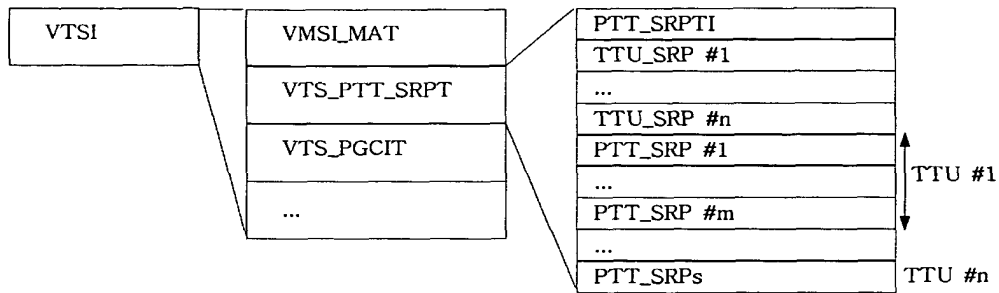 VTSI
VMSI_MAT
VTS_PTT_SRPT
VTS_PGCIT
...
PTT_SRPTI
TTU_SRP #1
...
TTU_SRP #n
PTT_SRP #1
...
PTT_SRP #m
...
PTT_SRPs
TTU #1
TTU #n